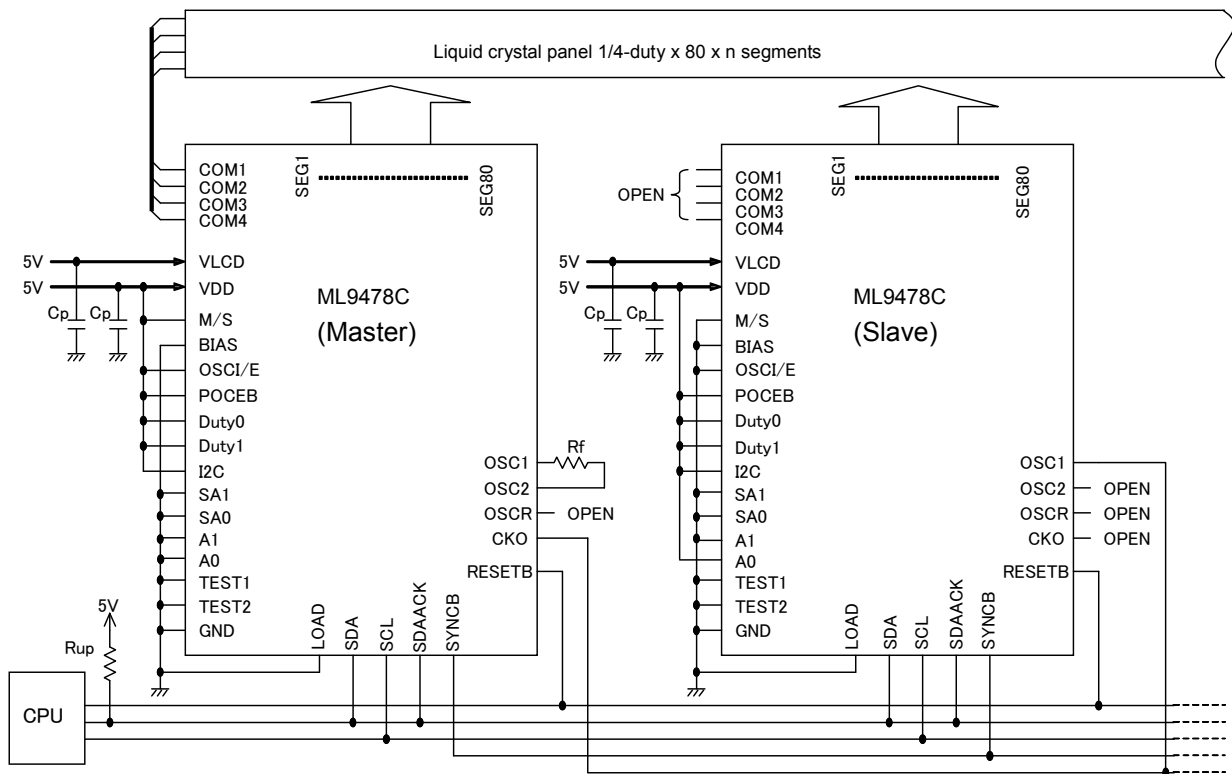 Liquid crystal panel 1/4-duty x 80 x n segments
COM1
COM2
COM3
COM4
SEG1
SEG80
5V
VLCD
5V
VDD
Cp
Cp
ML9478C
(Master)
M/S
BIAS
OSCI/E
POCEB
Duty0
Duty1
I2C
SA1
SA0
A1
A0
TEST1
TEST2
GND
OSC1
Rf
OSC2
OSCR
OPEN
CKO
RESETB
LOAD
SDA
SCL
SDAACK
SYNCB
OPEN
COM1
COM2
COM3
COM4
SEG1
SEG80
5V
VLCD
5V
VDD
Cp
Cp
ML9478C
(Slave)
M/S
BIAS
OSCI/E
POCEB
Duty0
Duty1
I2C
SA1
SA0
A1
A0
TEST1
TEST2
GND
OSC1
OSC2
OPEN
OSCR
OPEN
CKO
OPEN
RESETB
LOAD
SDA
SCL
SDAACK
SYNCB
5V
Rup
CPU